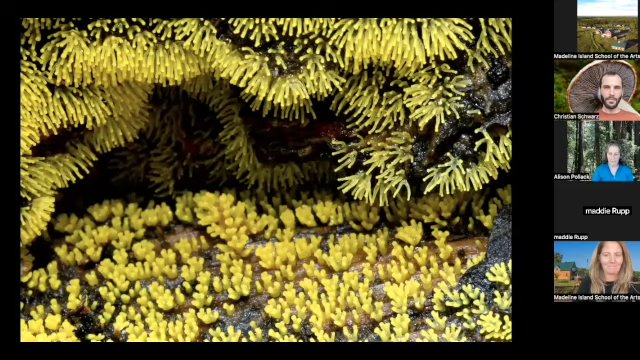 Madeline Island School of the Arts
Christian Schwarz
Alison Pollack
maddie Rupp
maddie Rupp
Madeline Island School of the Arts